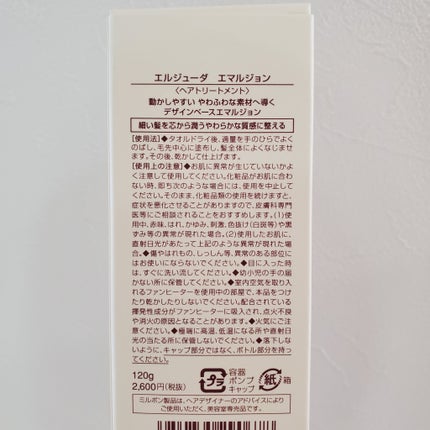 エルジューダ エマルジョン
〈ヘアトリートメント〉
動かしやすい やわふわな素材へ導く
デザインベースエマルジョン
細い髪を芯から潤うやわらかな質感に整える
［使用法］◆タオルドライ後、適量を手のひらでよく
のばし、毛先中心に塗布し、髪全体によくなじませ
ます。その後、乾かして仕上げます。
［使用上の注意］◆お肌に異常が生じていないかよ
く注意して使用してください。化粧品がお肌に合わ
ない時、即ち次のような場合には、使用を中止してく
ださい。そのまま、化粧品類の使用を続けますと、
症状を悪化させることがありますので、皮膚科専門
医等にご相談されることをおすすめします。(1)使
用中、赤味、はれ、かゆみ、刺激、色抜け(白斑等)や黒
ずみ等の異常が現れた場合。(2)使用したお肌に、
直射日光があたって上記のような異常が現れた場
合。◆傷やはれもの、しっしん等、異常のある部位に
はお使いにならないでください。◆目に入った時
は、すぐに洗い流してください。◆幼小児の手の届か
ない所に保管してください。◆室内空気を取り入
れるファンヒーターを使用中の部屋で、本品をつけ
たり乾かしたりしないでください。配合されている
揮発性成分がファンヒーターに吸入され、点火不良
や消火の原因となることがあります。◆火気にご注
意ください。◆極端に高温、低温になる所や直射日
光の当たる所に保管しないでください。◆落下しな
いように、キャップ部分ではなく、ボトル部分を持っ
てください。
120g
2,600円(税抜)
プラ
容器
ポンプ
キャップ
紙
箱
ミルボン製品は、ヘアデザイナーのアドバイスにより
ご使用いただく、美容室専売品です。